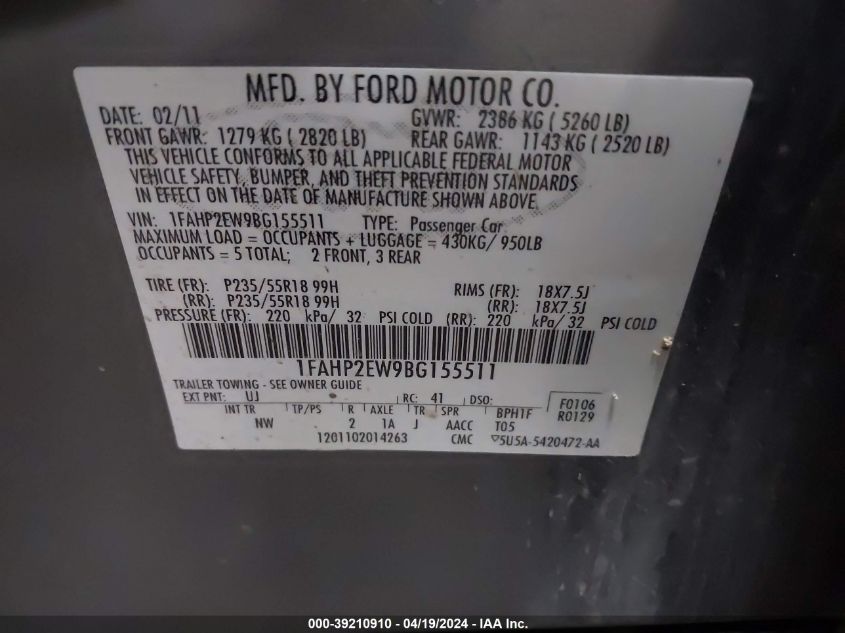 MFD. BY FORD MOTOR CO.
DATE: 02/11 GVWR: 2386 KG ( 5260 LB)
FRONT GAWR: 1279 KG ( 2820 LB) REAR GAWR: 1143 KG ( 2520 LB)
THIS VEHICLE CONFORMS TO ALL APPLICABLE FEDERAL MOTOR
VEHICLE SAFETY, BUMPER, AND THEFT PREVENTION STANDARDS
IN EFFECT ON THE DATE OF MANUFACTURE SHOWN ABOVE.
VIN: 1FAHP2EW9BG155511 TYPE: Passenger Car
MAXIMUM LOAD = OCCUPANTS + LUGGAGE = 430KG/ 950LB
OCCUPANTS = 5 TOTAL; 2 FRONT, 3 REAR
TIRE (FR): P235/55R18 99H RIMS (FR): 18X7.5J
(RR): P235/55R18 99H (RR): 18X7.5J
PRESSURE (FR): 220 kPa/ 32 PSI COLD (RR): 220 kPa/ 32 PSI COLD
1FAHP2EW9BG155511
TRAILER TOWING - SEE OWNER GUIDE
EXT PNT: UJ RC: 41 DSO: F0106
INT TR TP/PS R AXLE TR SPR BPH1F R0129
NW 2 1A J AACC T05
1201102014263 CMC ▽5U5A-5420472-AA
000-39210910 - 04/19/2024 - IAA Inc.